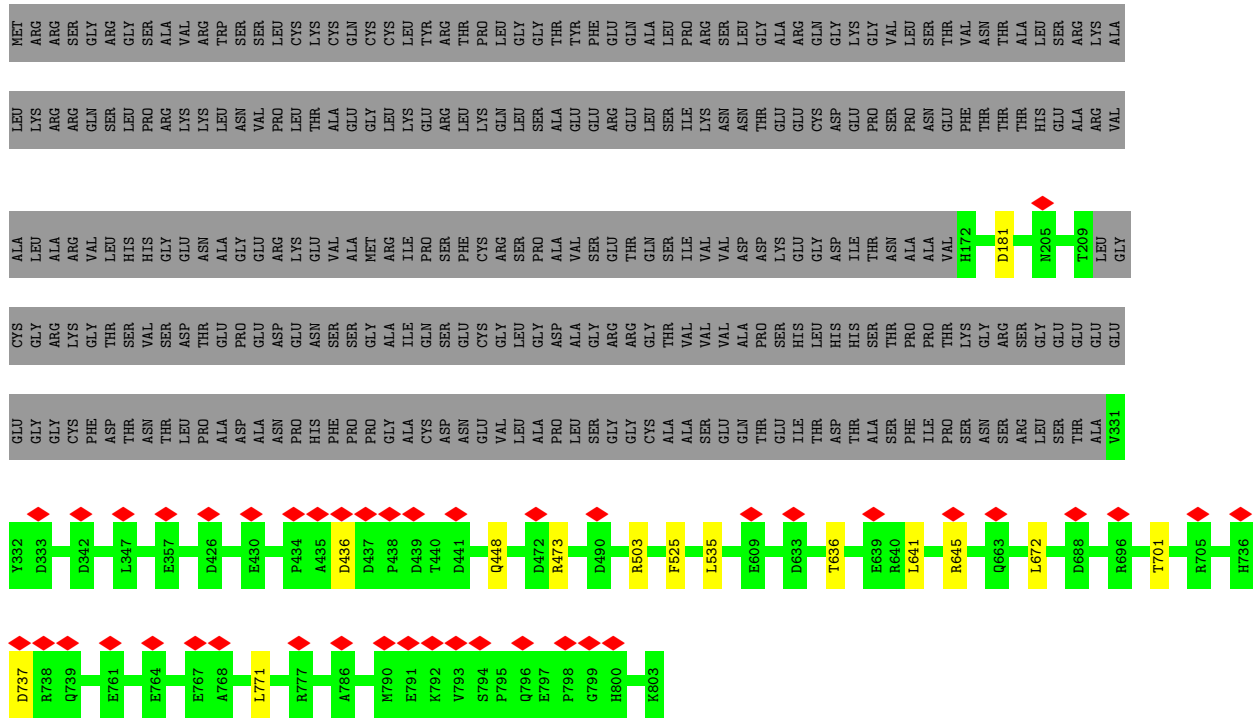 MET ARG ARG SER GLY ARG GLY SER ALA VAL ARG TRP SER SER LEU CYS LYS CYS GLN CYS CYS LEU TYR ARG THR PRO LEU GLY GLY THR TYR PHE GLU GLN ALA LEU PRO ARG SER LEU GLY ALA ARG GLN GLY LYS GLY VAL LEU SER THR VAL ASN THR ALA LEU SER ARG LYS ALA
LEU LYS ARG ARG GLN SER LEU PRO ARG LYS LYS LEU ASN VAL PRO LEU THR ALA GLU GLY LEU LYS GLU ARG LEU LYS GLN LEU SER ALA GLU GLU ARG GLU LEU SER ILE LYS ASN ASN THR GLU GLU CYS ASP GLU PRO SER PRO ASN GLU PHE THR THR THR HIS GLU ALA ARG VAL
ALA LEU ALA ARG VAL LEU HIS HIS GLY GLU ASN ALA GLY GLU ARG LYS GLU VAL ALA MET ARG ILE PRO SER PHE CYS ARG SER PRO ALA VAL SER GLU THR GLN SER ILE VAL VAL ASP ASP LYS GLU GLY ASP ILE THR ASN ALA ALA VAL H172 D181 N205 T209 LEU GLY
CYS GLY ARG LYS GLY THR SER VAL SER ASP THR GLU PRO GLU ASP GLU ASN SER SER GLY ALA ILE GLN SER GLU CYS GLY LEU GLY ASP ALA GLY ARG ARG GLY THR VAL VAL VAL ALA PRO SER HIS LEU HIS HIS SER THR PRO PRO THR LYS GLY ARG SER GLY GLU GLU GLU
GLU GLY GLY CYS PHE ASP THR ASN THR LEU PRO ALA ASP ALA ASN PRO HIS PHE PRO PRO GLY ALA CYS ASP ASN GLU VAL LEU ALA PRO LEU SER GLY GLY CYS ALA ALA SER GLU GLN THR GLU ILE THR ASP THR ALA SER PHE ILE PRO SER ASN SER ARG LEU SER THR ALA V331
Y332 D333 D342 L347 E357 D426 E430 P434 A435 D436 D437 P438 D439 T440 D441 Q448 D472 R473 D490 R503 F525 L535 E609 D633 T636 E639 R640 L641 R645 Q663 L672 D688 R696 T701 R705 H736
D737 R738 Q739 E761 E764 E767 A768 L771 R777 A786 M790 E791 K792 V793 S794 P795 Q796 E797 P798 G799 H800 K803